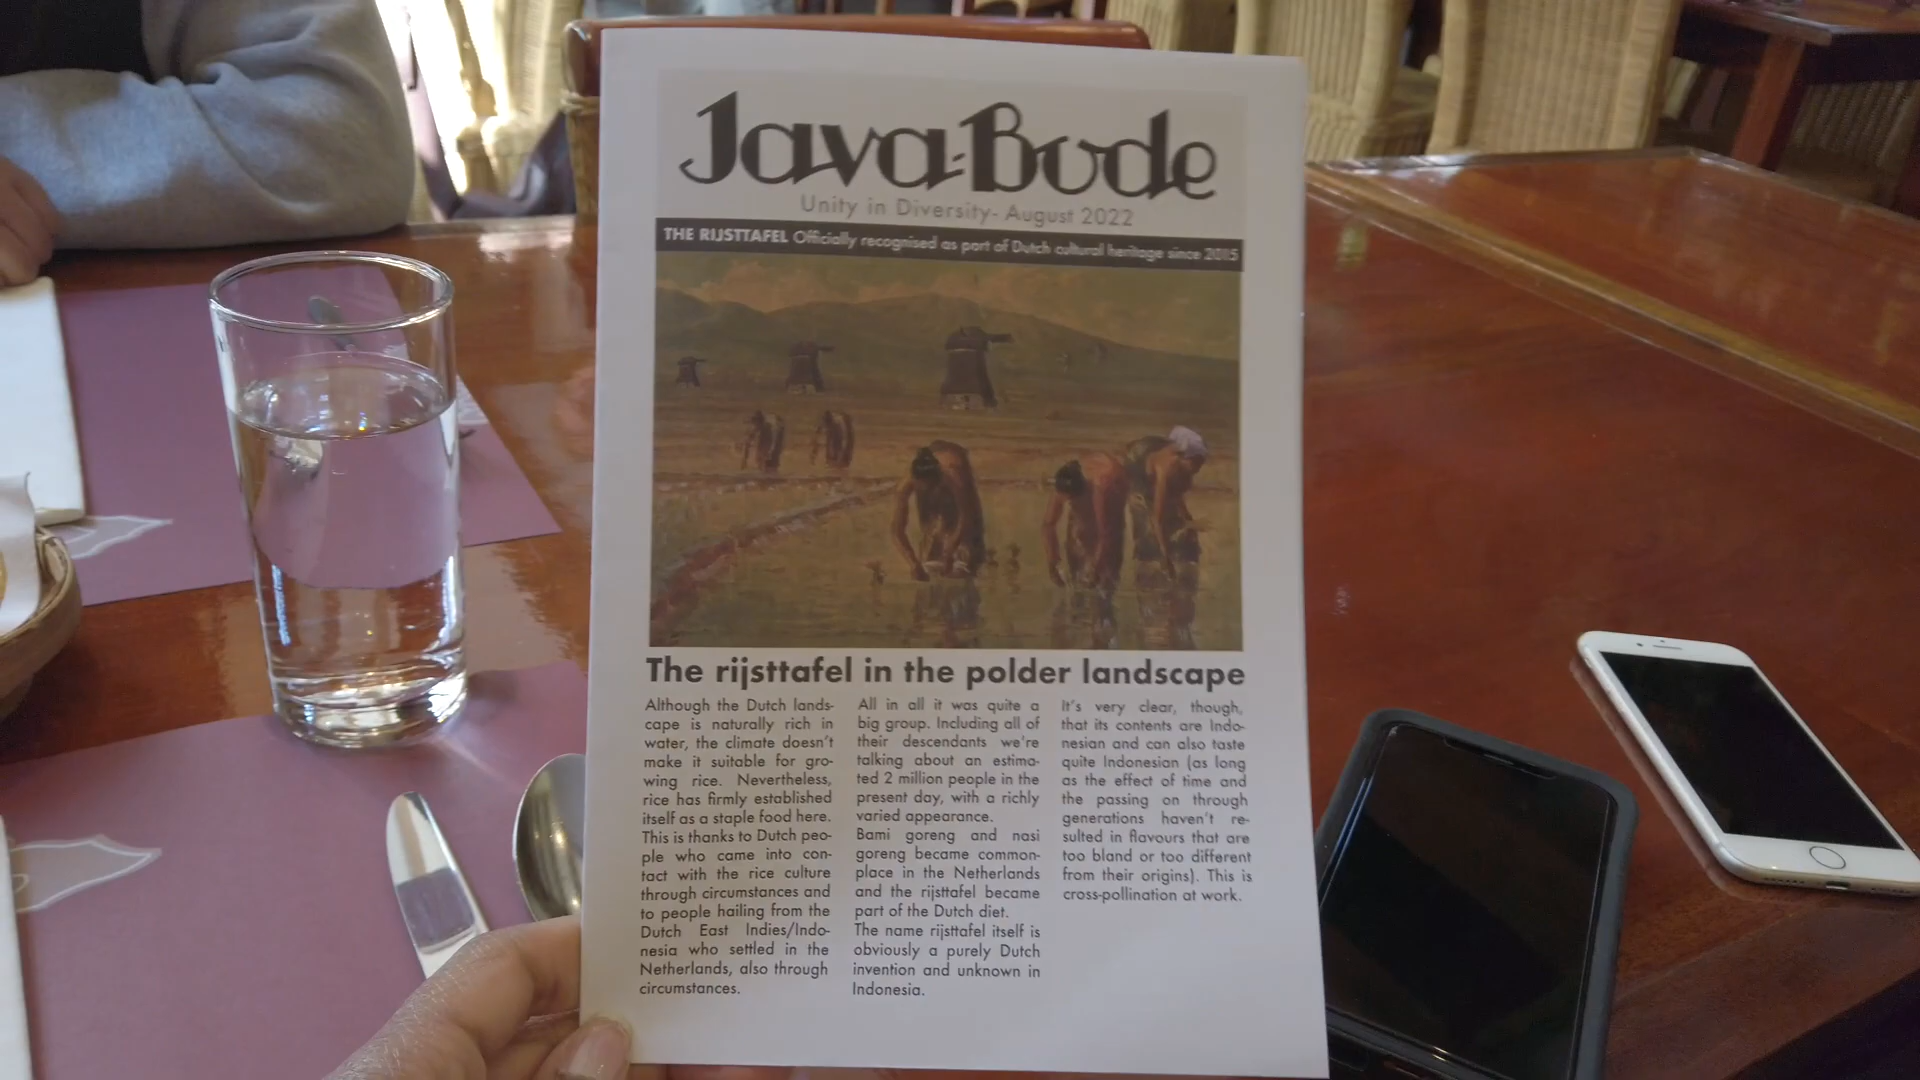 Java-Bode
Unity in Diversity- August 2022
THE RIJSTTAFEL Officially recognised as part of Dutch cultural heritage since 2015
The rijsttafel in the polder landscape
Although the Dutch lands-
cape is naturally rich in
water, the climate doesn't
make it suitable for gro-
wing rice. Nevertheless,
rice has firmly established
itself as a staple food here.
This is thanks to Dutch peo-
ple who came into con-
tact with the rice culture
through circumstances and
to people hailing from the
Dutch East Indies/Indo-
nesia who settled in the
Netherlands, also through
circumstances.
All in all it was quite a
big group. Including all of
their descendants we're
talking about an estima-
ted 2 million people in the
present day, with a richly
varied appearance.
Bami goreng and nasi
goreng became common-
place in the Netherlands
and the rijsttafel became
part of the Dutch diet.
The name rijsttafel itself is
obviously a purely Dutch
invention and unknown in
Indonesia.
It's very clear, though,
that its contents are Indo-
nesian and can also taste
quite Indonesian (as long
as the effect of time and
the passing on through
generations haven't re-
sulted in flavours that are
too bland or too different
from their origins). This is
cross-pollination at work.